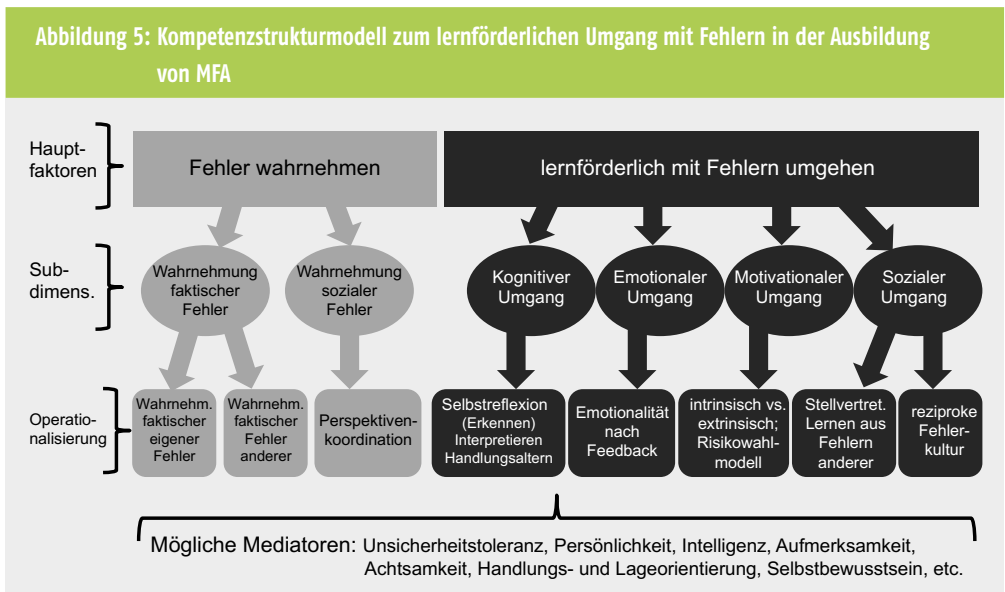 Abbildung 5: Kompetenzstrukturmodell zum lernförderlichen Umgang mit Fehlern in der Ausbildung
von MFA
Haupt-
faktoren
Fehler wahrnehmen
lernförderlich mit Fehlern umgehen
Sub-
dimens.
Wahrnehmung
faktischer
Fehler
Wahrnehmung
sozialer
Fehler
Kognitiver
Umgang
Emotionaler
Umgang
Motivationaler
Umgang
Sozialer
Umgang
Operatio-
nalisierung
Wahrnehm.
faktischer
eigener
Fehler
Wahrnehm.
faktischer
Fehler
anderer
Perspektiven-
koordination
Selbstreflexion
(Erkennen)
Interpretieren
Handlungsaltern
Emotionalität
nach
Feedback
intrinsisch vs.
extrinsisch;
Risikowahl-
modell
Stellvertret.
Lernen aus
Fehlern
anderer
reziproke
Fehler-
kultur
Mögliche Mediatoren: Unsicherheitstoleranz, Persönlichkeit, Intelligenz, Aufmerksamkeit,
Achtsamkeit, Handlungs- und Lageorientierung, Selbstbewusstsein, etc.